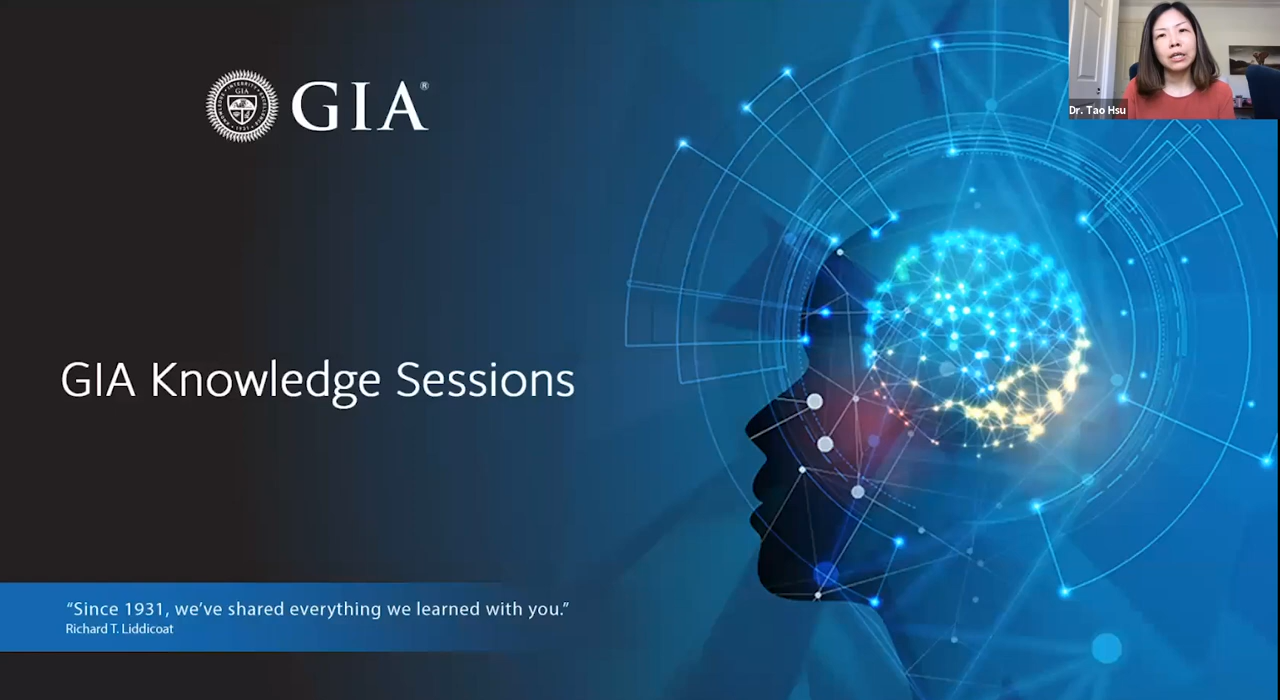 GIA®
GIA Knowledge Sessions
“Since 1931, we’ve shared everything we learned with you.”
Richard T. Liddicoat
Dr. Tao Hsu